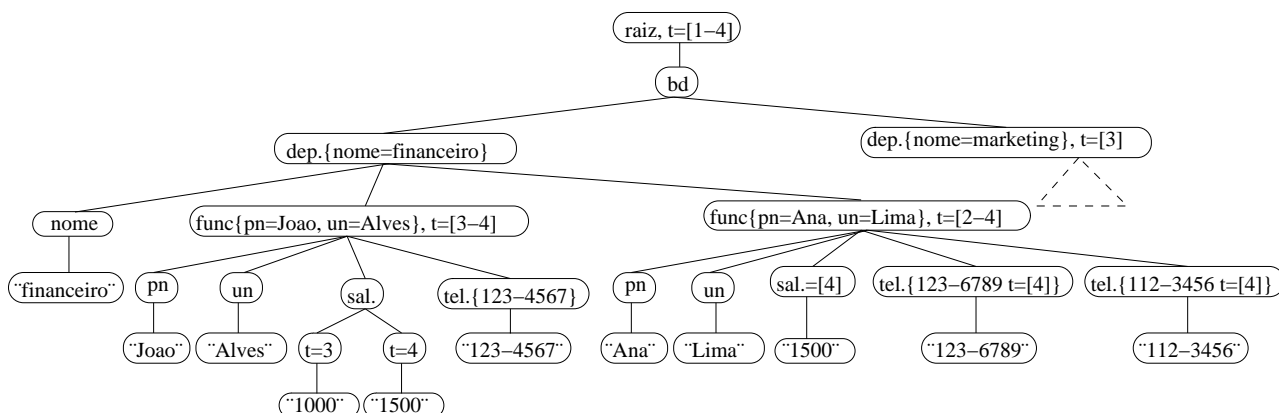 raiz, t=[1−4]
bd
dep.{nome=financeiro}
dep.{nome=marketing}, t=[3]
nome
func{pn=Joao, un=Alves}, t=[3−4]
func{pn=Ana, un=Lima}, t=[2−4]
¨financeiro¨
pn
un
sal.
tel.{123−4567}
pn
un
sal.=[4]
tel.{123−6789 t=[4]}
tel.{112−3456 t=[4]}
¨Joao¨
¨Alves¨
t=3
t=4
¨123−4567¨
¨Ana¨
¨Lima¨
¨1500¨
¨123−6789¨
¨112−3456¨
¨1000¨
¨1500¨